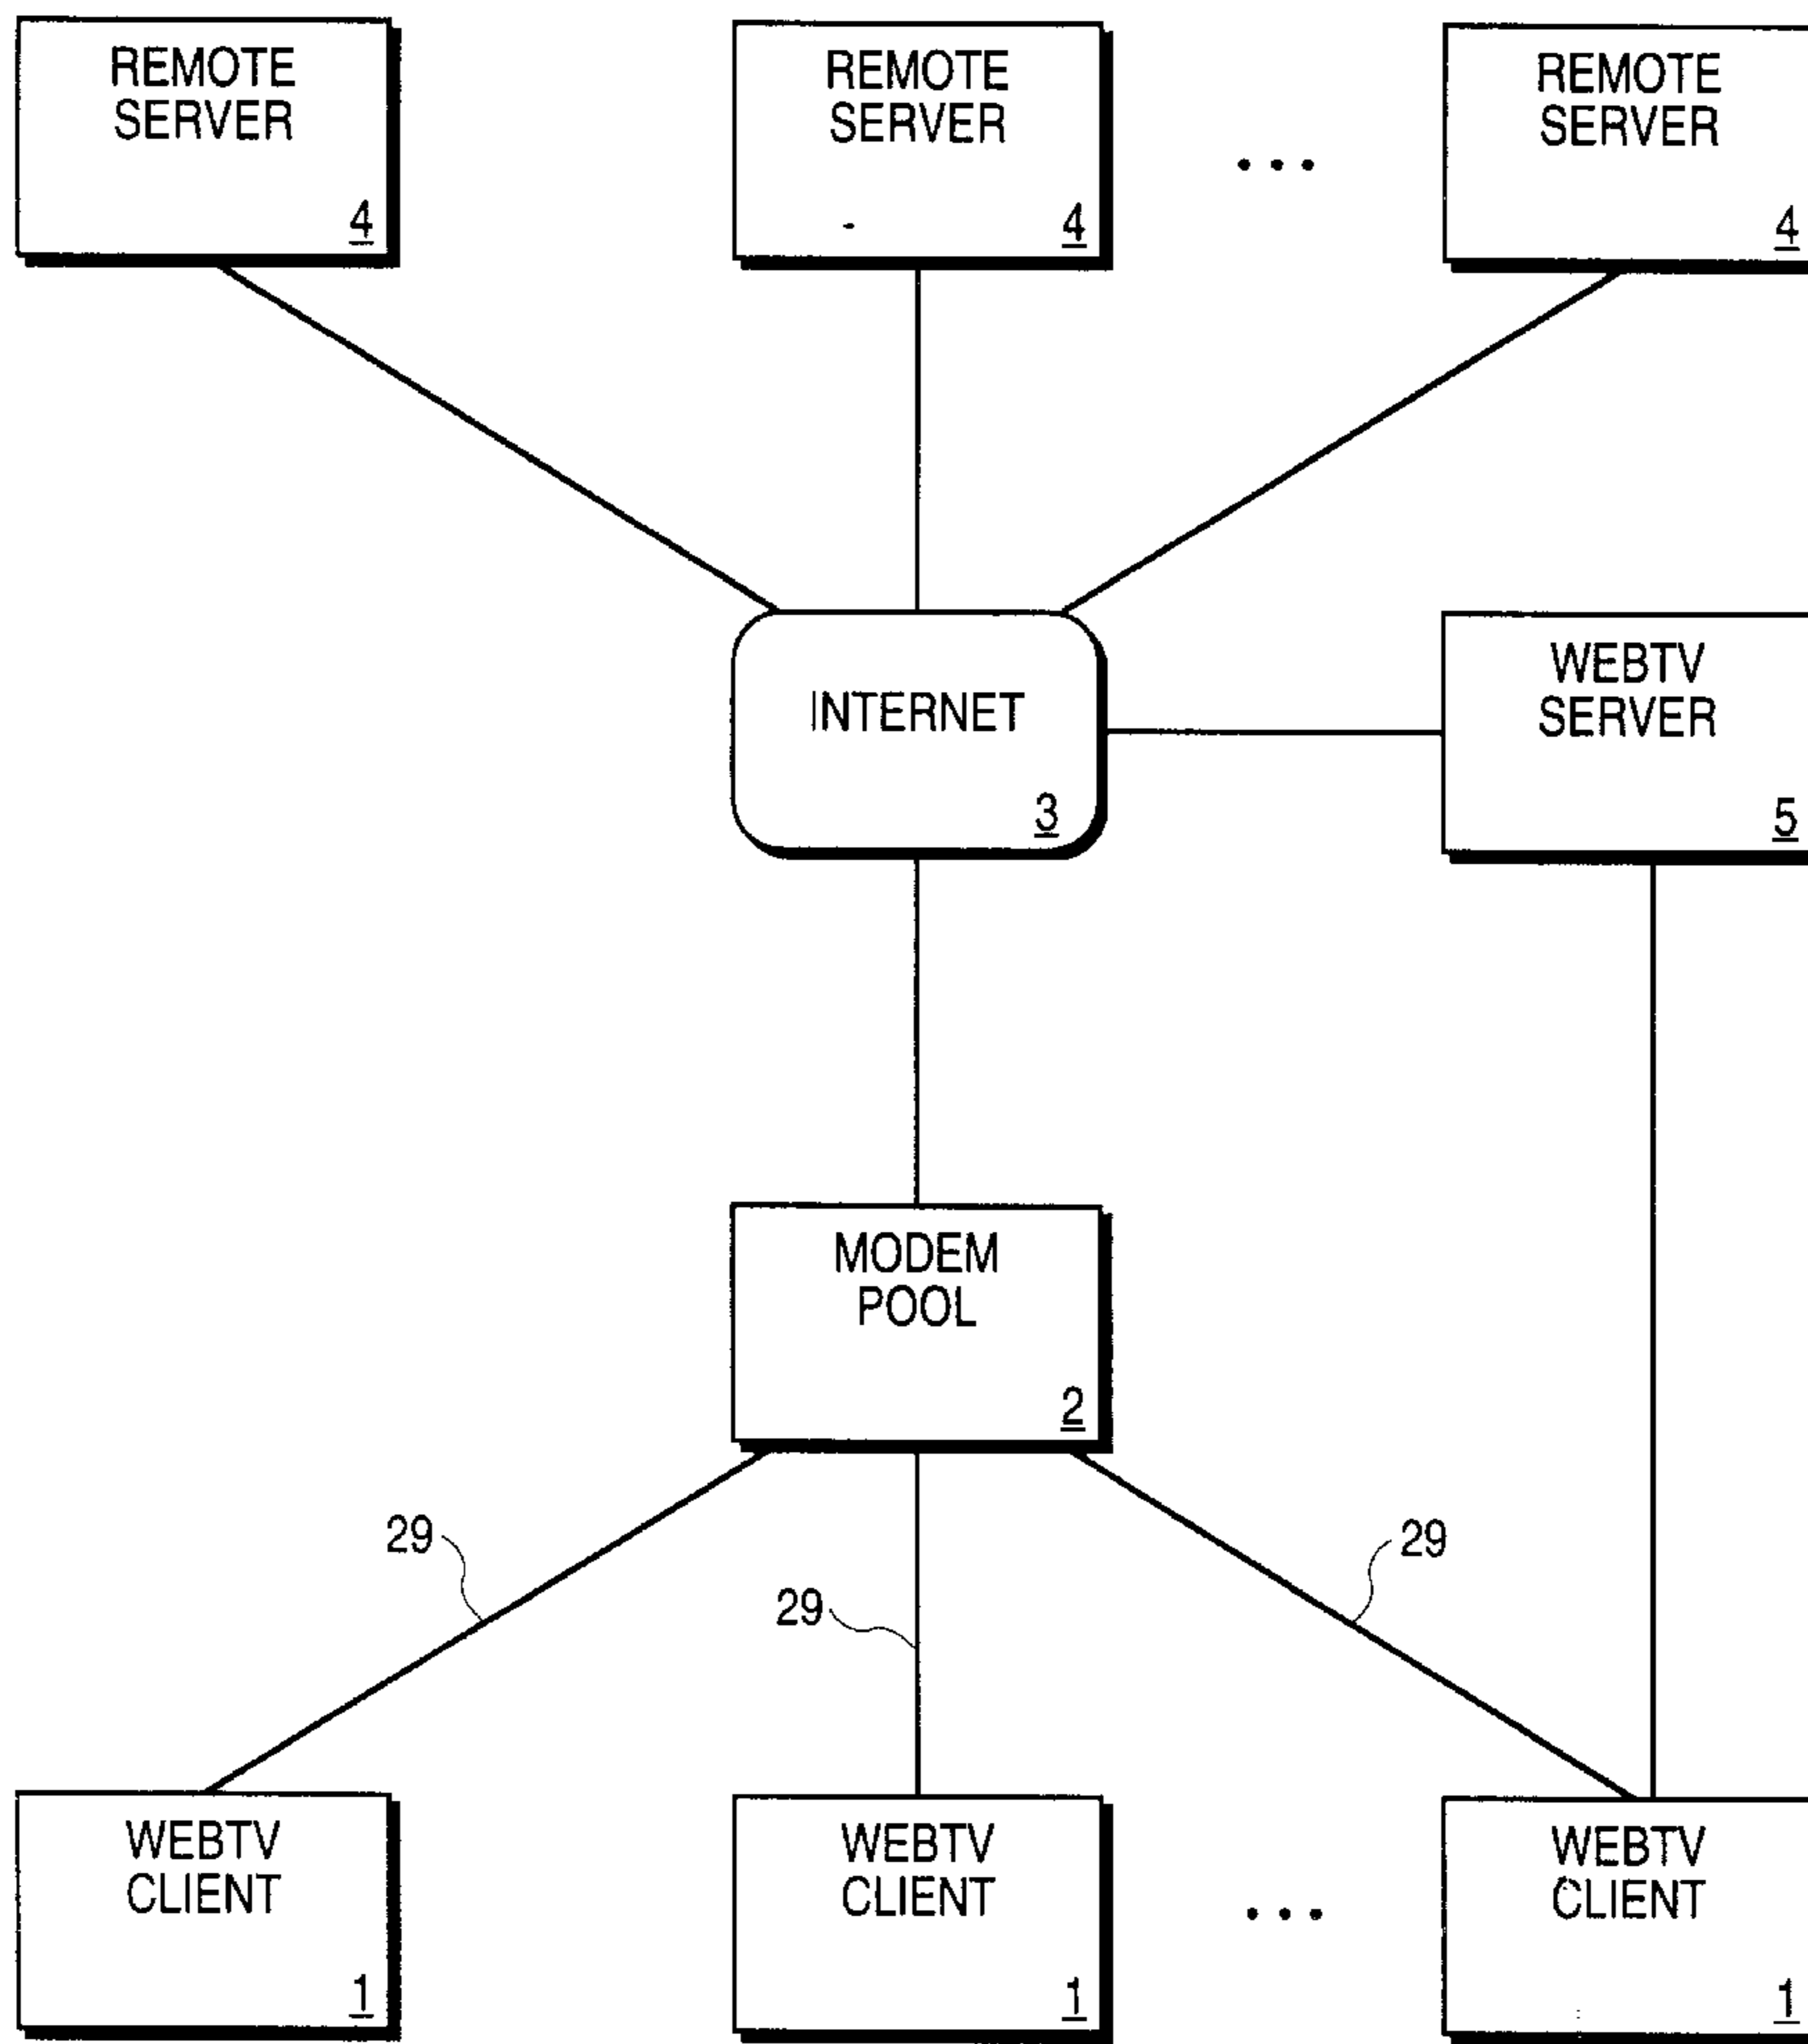 REMOTE
SERVER
4
REMOTE
SERVER
4
...
REMOTE
SERVER
4
INTERNET
3
WEBTV
SERVER
5
MODEM
POOL
2
29
29
29
WEBTV
CLIENT
1
WEBTV
CLIENT
1
...
WEBTV
CLIENT
1